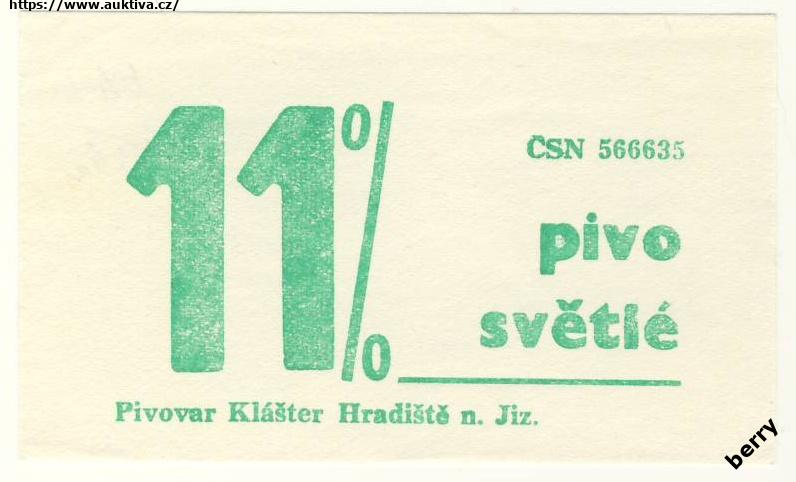 https://www.auktiva.cz/
11%
ČSN 566635
pivo
světlé
Pivovar Klášter Hradiště n. Jiz.
berry